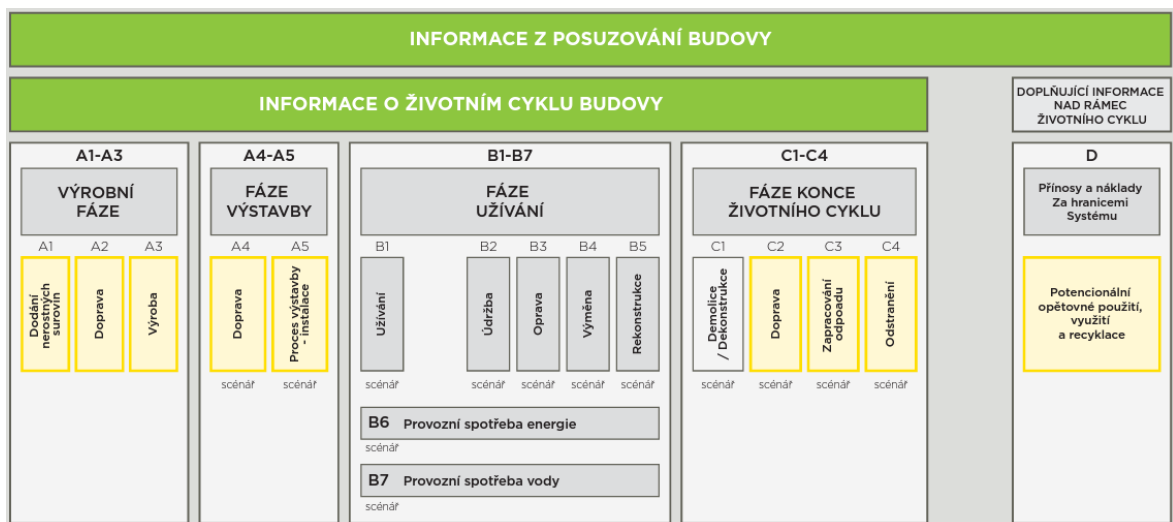 INFORMACE Z POSUZOVÁNÍ BUDOVY
INFORMACE O ŽIVOTNÍM CYKLU BUDOVY
DOPLŇUJÍCÍ INFORMACE
NAD RÁMEC
ŽIVOTNÍHO CYKLU
A1-A3
VÝROBNÍ
FÁZE
A1
A2
A3
Dodání
nerostných
surovin
Doprava
Výroba
A4-A5
FÁZE
VÝSTAVBY
A4
A5
Doprava
Proces výstavby
- instalace
scénář
scénář
B1-B7
FÁZE
UŽÍVÁNÍ
B1
B2
B3
B4
B5
Užívání
Údržba
Oprava
Výměna
Rekonstrukce
scénář
scénář
scénář
scénář
scénář
B6 Provozní spotřeba energie
scénář
B7 Provozní spotřeba vody
scénář
C1-C4
FÁZE KONCE
ŽIVOTNÍHO CYKLU
C1
C2
C3
C4
Demolice
/ Dekonstrukce
Doprava
Zapracování
odpoadu
Odstranění
scénář
scénář
scénář
scénář
D
Přínosy a náklady
Za hranicemi
Systému
Potencionální
opětovné použití,
využití
a recyklace